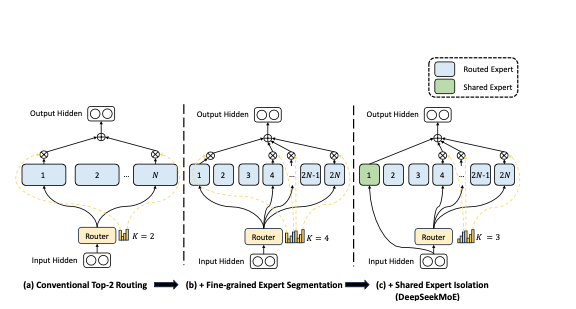 Routed Expert
Shared Expert
Output Hidden
1
2
...
N
Router
K = 2
Input Hidden
(a) Conventional Top-2 Routing
Output Hidden
1
2
3
4
...
2N-1
2N
Router
K = 4
(b) + Fine-grained Expert Segmentation
Output Hidden
1
2
3
4
...
2N-1
2N
Router
K = 3
Input Hidden
(c) + Shared Expert Isolation
(DeepSeekMoE)